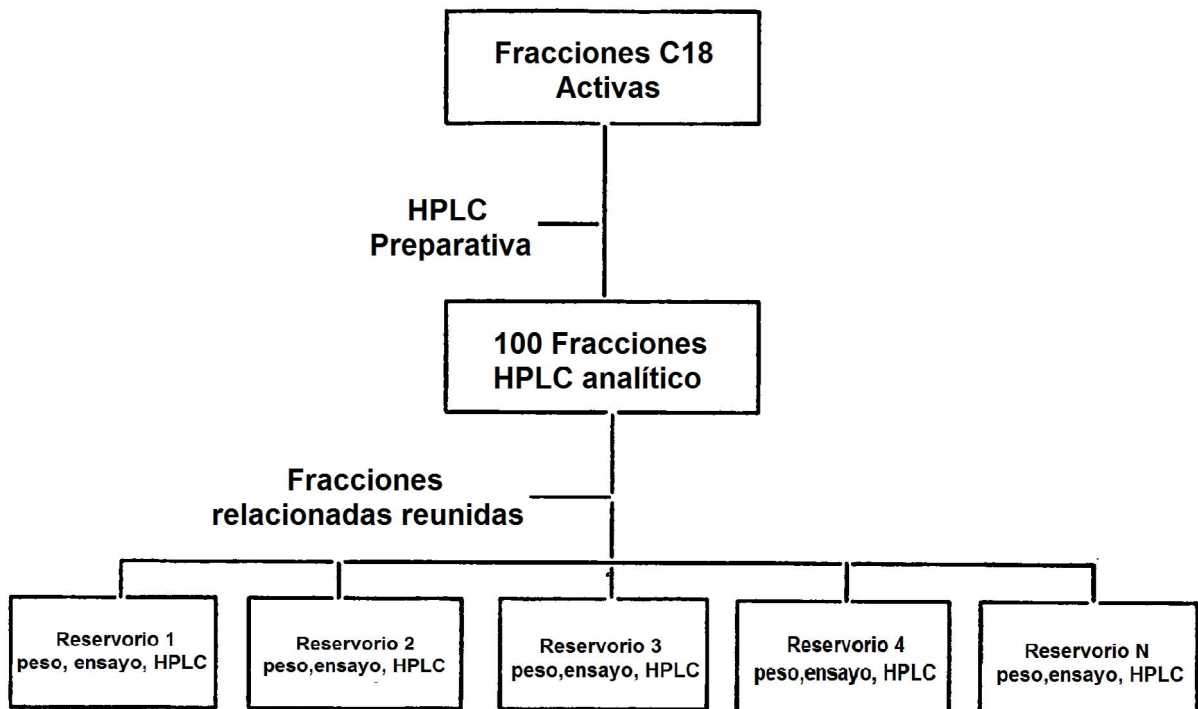 Fracciones C18
Activas
HPLC
Preparativa
100 Fracciones
HPLC analítico
Fracciones
relacionadas reunidas
Reservorio 1
peso, ensayo, HPLC
Reservorio 2
peso,ensayo, HPLC
Reservorio 3
peso,ensayo, HPLC
Reservorio 4
peso,ensayo, HPLC
Reservorio N
peso,ensayo, HPLC